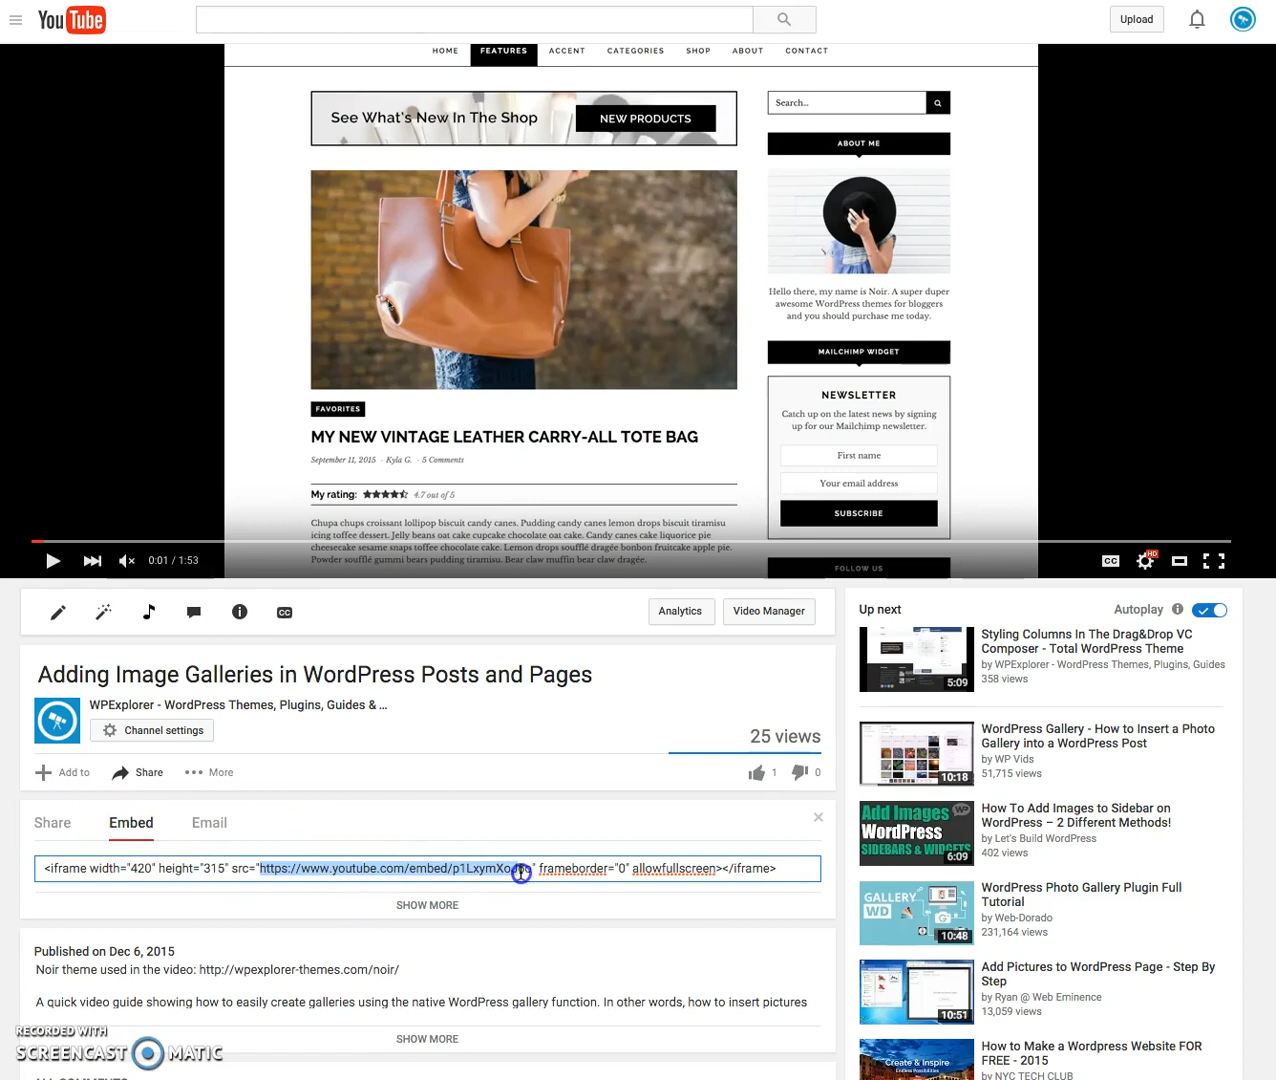 YouTube
Upload
HOME FEATURES ACCENT CATEGORIES SHOP ABOUT CONTACT
See What's New In The Shop NEW PRODUCTS
Search...
ABOUT ME
Hello there, my name is Noir. A super duper
awesome WordPress themes for bloggers
and you should purchase me today.
MAILCHIMP WIDGET
NEWSLETTER
Catch up on the latest news by signing
up for our Mailchimp newsletter.
First name
Your email address
SUBSCRIBE
FOLLOW US
FAVORITES
MY NEW VINTAGE LEATHER CARRY-ALL TOTE BAG
September 11, 2015 · Kyla G. · 5 Comments
My rating: 4.7 out of 5
Chupa chups croissant lollipop biscuit candy canes. Pudding candy canes lemon drops biscuit tiramisu
icing toffee dessert. Jelly beans oat cake cupcake chocolate oat cake. Candy canes cake liquorice pie
cheesecake sesame snaps toffee chocolate cake. Lemon drops soufflé dragée bonbon fruitcake apple pie.
Powder soufflé gummi bears pudding tiramisu. Bear claw muffin bear claw dragée.
0:01 / 1:53
CC
HD
CC
Analytics
Video Manager
Adding Image Galleries in WordPress Posts and Pages
WPExplorer - WordPress Themes, Plugins, Guides & ...
Channel settings
25 views
Add to Share More
1 0
Share Embed Email
<iframe width="420" height="315" src="https://www.youtube.com/embed/ frameborder="0" allowfullscreen></iframe>
SHOW MORE
Published on Dec 6, 2015
Noir theme used in the video: http://wpexplorer-themes.com/noir/
A quick video guide showing how to easily create galleries using the native WordPress gallery function. In other words, how to insert pictures
SHOW MORE
RECORDED WITH
SCREENCAST MATIC
ALL COMMENTS
Up next
Autoplay
Styling Columns In The Drag&Drop VC
Composer - Total WordPress Theme
by WPExplorer - WordPress Themes, Plugins, Guides
358 views
5:09
WordPress Gallery - How to Insert a Photo
Gallery into a WordPress Post
by WP Vids
51,715 views
10:18
Add Images
WordPress
SIDEBARS & WIDGETS
6:09
How To Add Images to Sidebar on
WordPress – 2 Different Methods!
by Let's Build WordPress
402 views
GALLERY
WD
10:48
WordPress Photo Gallery Plugin Full
Tutorial
by Web-Dorado
231,164 views
10:51
Add Pictures to WordPress Page - Step By
Step
by Ryan @ Web Eminence
13,059 views
Create & Inspire
How to Make a Wordpress Website FOR
FREE - 2015
by NYC TECH CLUB